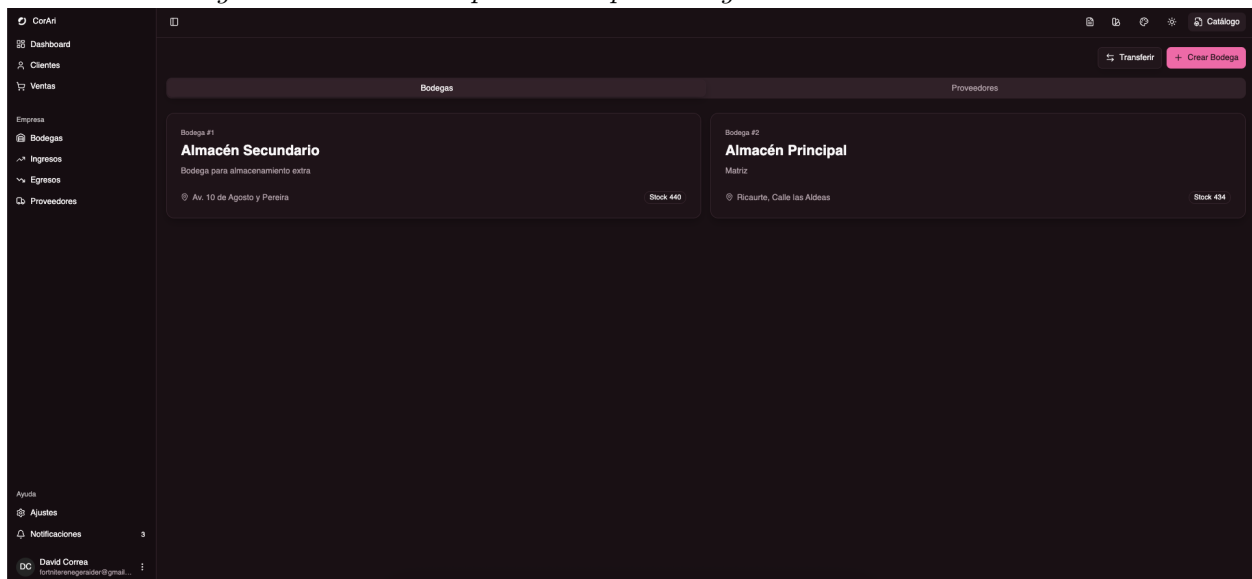 CorAri
Catálogo
Dashboard
Clientes
Ventas
Transferir
+ Crear Bodega
Bodegas
Proveedores
Empresa
Bodegas
Ingresos
Egresos
Proveedores
Bodega #1
Almacén Secundario
Bodega para almacenamiento extra
Av. 10 de Agosto y Pereira
Stock 440
Bodega #2
Almacén Principal
Matriz
Ricaurte, Calle las Aldeas
Stock 434
Ayuda
Ajustes
Notificaciones 3
DC
David Correa
fortniterenegeraider@gmail...